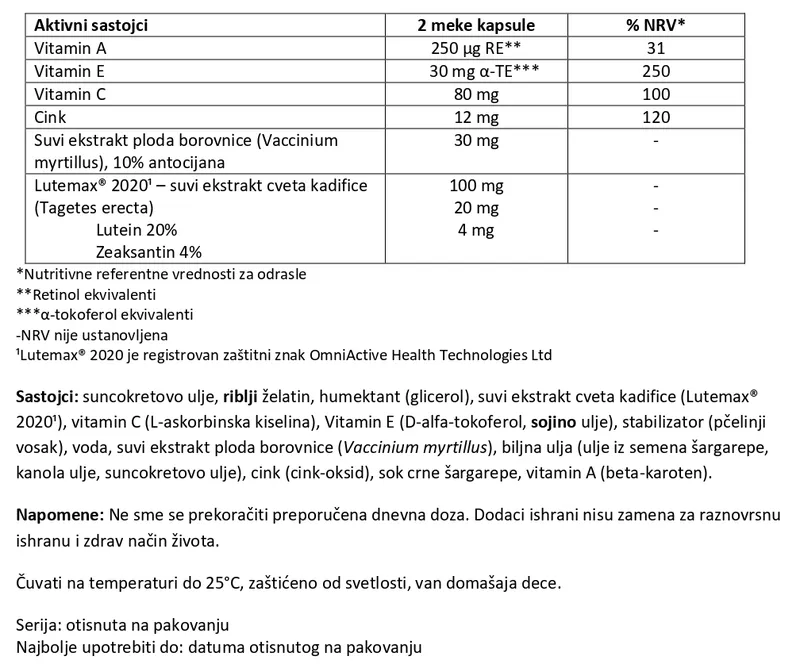 Aktivni sastojci 2 meke kapsule % NRV*
Vitamin A 250 µg RE** 31
Vitamin E 30 mg α-TE*** 250
Vitamin C 80 mg 100
Cink 12 mg 120
Suvi ekstrakt ploda borovnice (Vaccinium 30 mg -
myrtillus), 10% antocijana
Lutemax® 2020¹ – suvi ekstrakt cveta kadifice 100 mg -
(Tagetes erecta) 20 mg -
Lutein 20% 4 mg -
Zeaksantin 4%
*Nutritivne referentne vrednosti za odrasle
**Retinol ekvivalenti
***α-tokoferol ekvivalenti
-NRV nije ustanovljena
¹Lutemax® 2020 je registrovan zaštitni znak OmniActive Health Technologies Ltd
Sastojci: suncokretovo ulje, riblji želatin, humektant (glicerol), suvi ekstrakt cveta kadifice (Lutemax®
2020¹), vitamin C (L-askorbinska kiselina), Vitamin E (D-alfa-tokoferol, sojino ulje), stabilizator (pčelinji
vosak), voda, suvi ekstrakt ploda borovnice (Vaccinium myrtillus), biljna ulja (ulje iz semena šargarepe,
kanola ulje, suncokretovo ulje), cink (cink-oksid), sok crne šargarepe, vitamin A (beta-karoten).
Napomene: Ne sme se prekoračiti preporučena dnevna doza. Dodaci ishrani nisu zamena za raznovrsnu
ishranu i zdrav način života.
Čuvati na temperaturi do 25°C, zaštićeno od svetlosti, van domašaja dece.
Serija: otisnuta na pakovanju
Najbolje upotrebiti do: datuma otisnutog na pakovanju